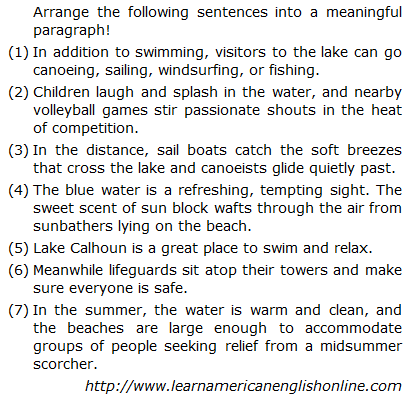 Arrange the following sentences into a meaningful
paragraph!
(1) In addition to swimming, visitors to the lake can go
canoeing, sailing, windsurfing, or fishing.
(2) Children laugh and splash in the water, and nearby
volleyball games stir passionate shouts in the heat
of competition.
(3) In the distance, sail boats catch the soft breezes
that cross the lake and canoeists glide quietly past.
(4) The blue water is a refreshing, tempting sight. The
sweet scent of sun block wafts through the air from
sunbathers lying on the beach.
(5) Lake Calhoun is a great place to swim and relax.
(6) Meanwhile lifeguards sit atop their towers and make
sure everyone is safe.
(7) In the summer, the water is warm and clean, and
the beaches are large enough to accommodate
groups of people seeking relief from a midsummer
scorcher.
http://www.learnamericanenglishonline.com